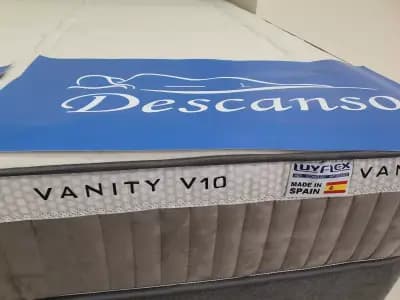 Descanso
VANITY V10
LUYFLEX
MADE IN
SPAIN
VAN